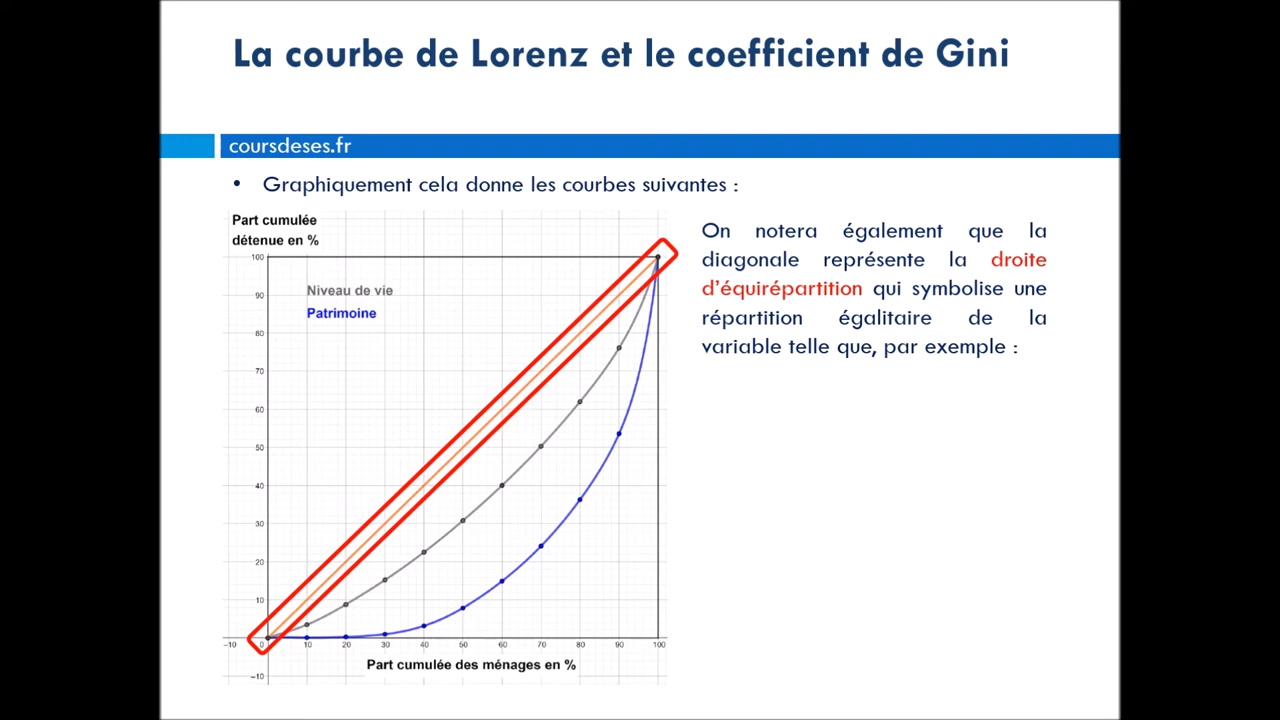 La courbe de Lorenz et le coefficient de Gini
coursdeses.fr
• Graphiquement cela donne les courbes suivantes :
Part cumulée
détenue en %
100
90
80
70
60
50
40
30
20
10
-10
Niveau de vie
Patrimoine
-10 0 10 20 30 40 50 60 70 80 90 100
Part cumulée des ménages en %
On notera également que la
diagonale représente la droite
d'équirépartition qui symbolise une
répartition égalitaire de la
variable telle que, par exemple :